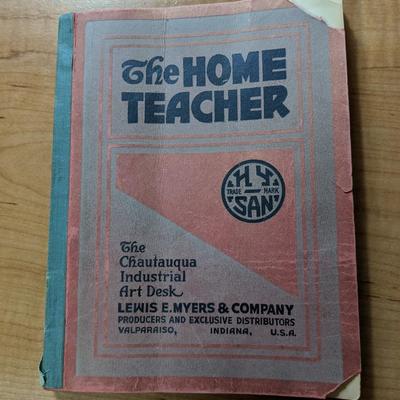 The HOME
TEACHER
HY
TRADE MARK
SAN
The
Chautauqua
Industrial
Art Desk
LEWIS E. MYERS & COMPANY
PRODUCERS AND EXCLUSIVE DISTRIBUTORS
VALPARAISO, INDIANA, U.S.A.